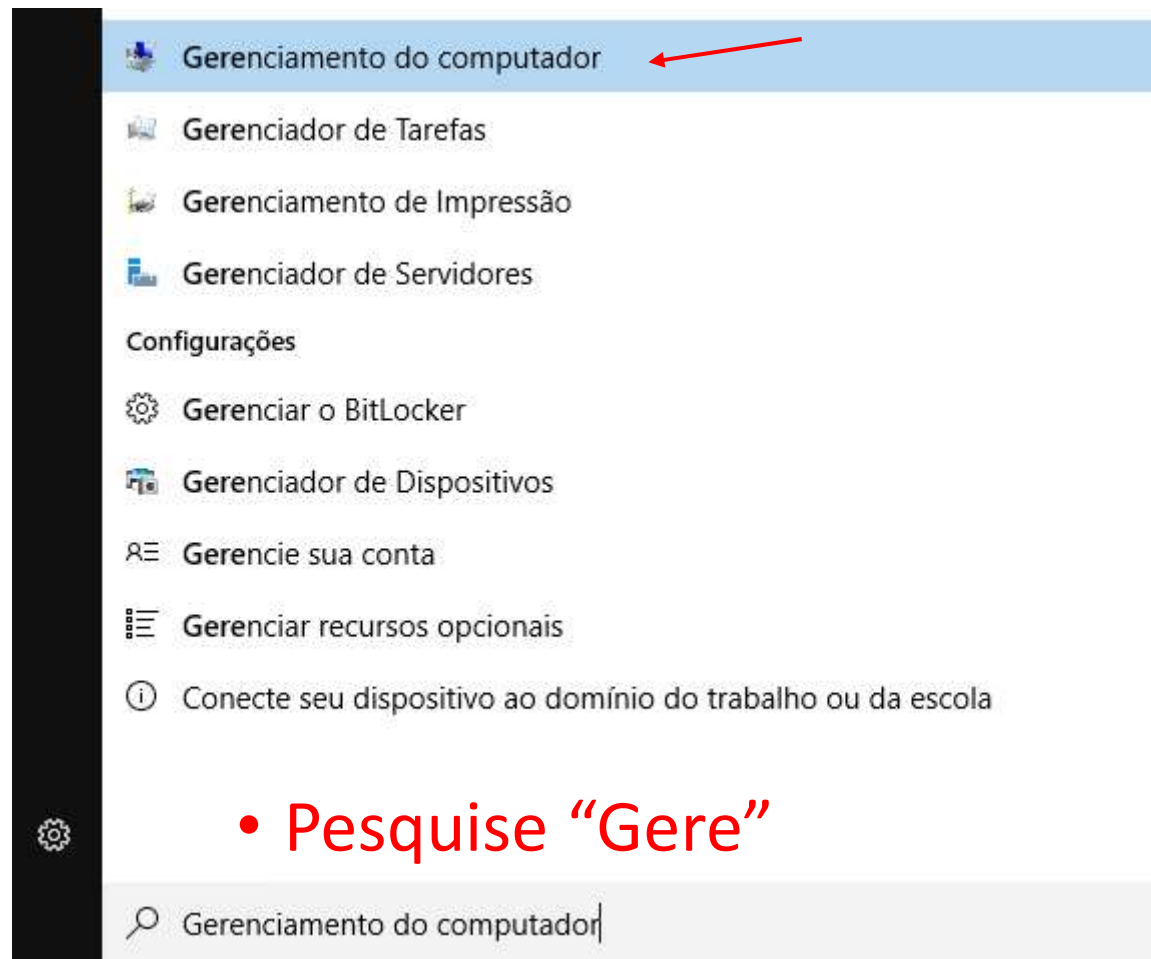 Gerenciamento do computador
Gerenciador de Tarefas
Gerenciamento de Impressão
Gerenciador de Servidores
Configurações
Gerenciar o BitLocker
Gerenciador de Dispositivos
Gerencie sua conta
Gerenciar recursos opcionais
Conecte seu dispositivo ao domínio do trabalho ou da escola
• Pesquise “Gere”
Gerenciamento do computador